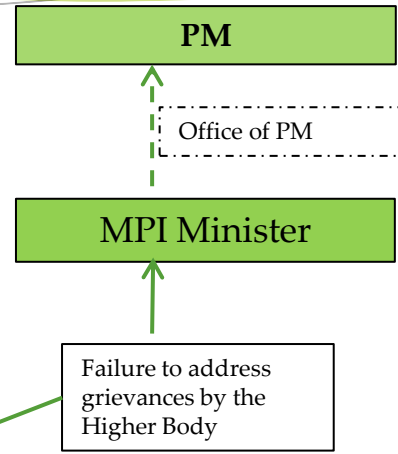 PM
Office of PM
MPI Minister
Failure to address
grievances by the
Higher Body